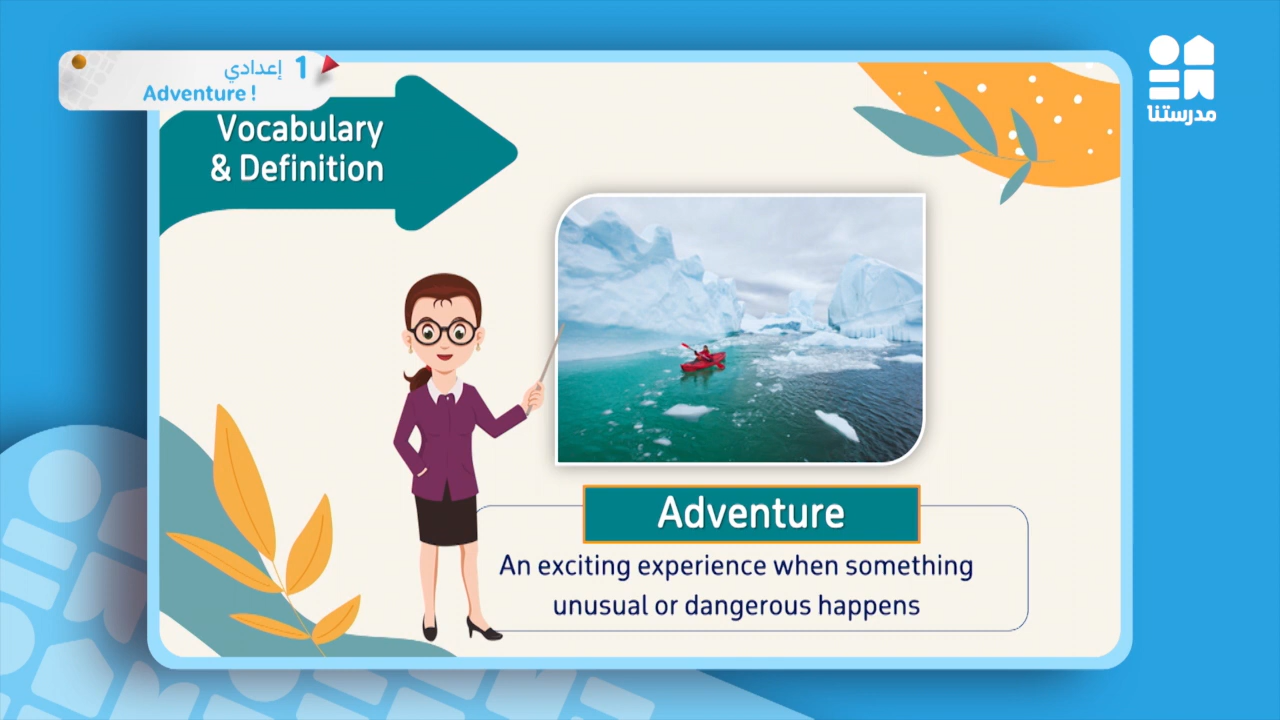 1 إعدادي
Adventure !
مدرستنا
Vocabulary
& Definition
Adventure
An exciting experience when something
unusual or dangerous happens